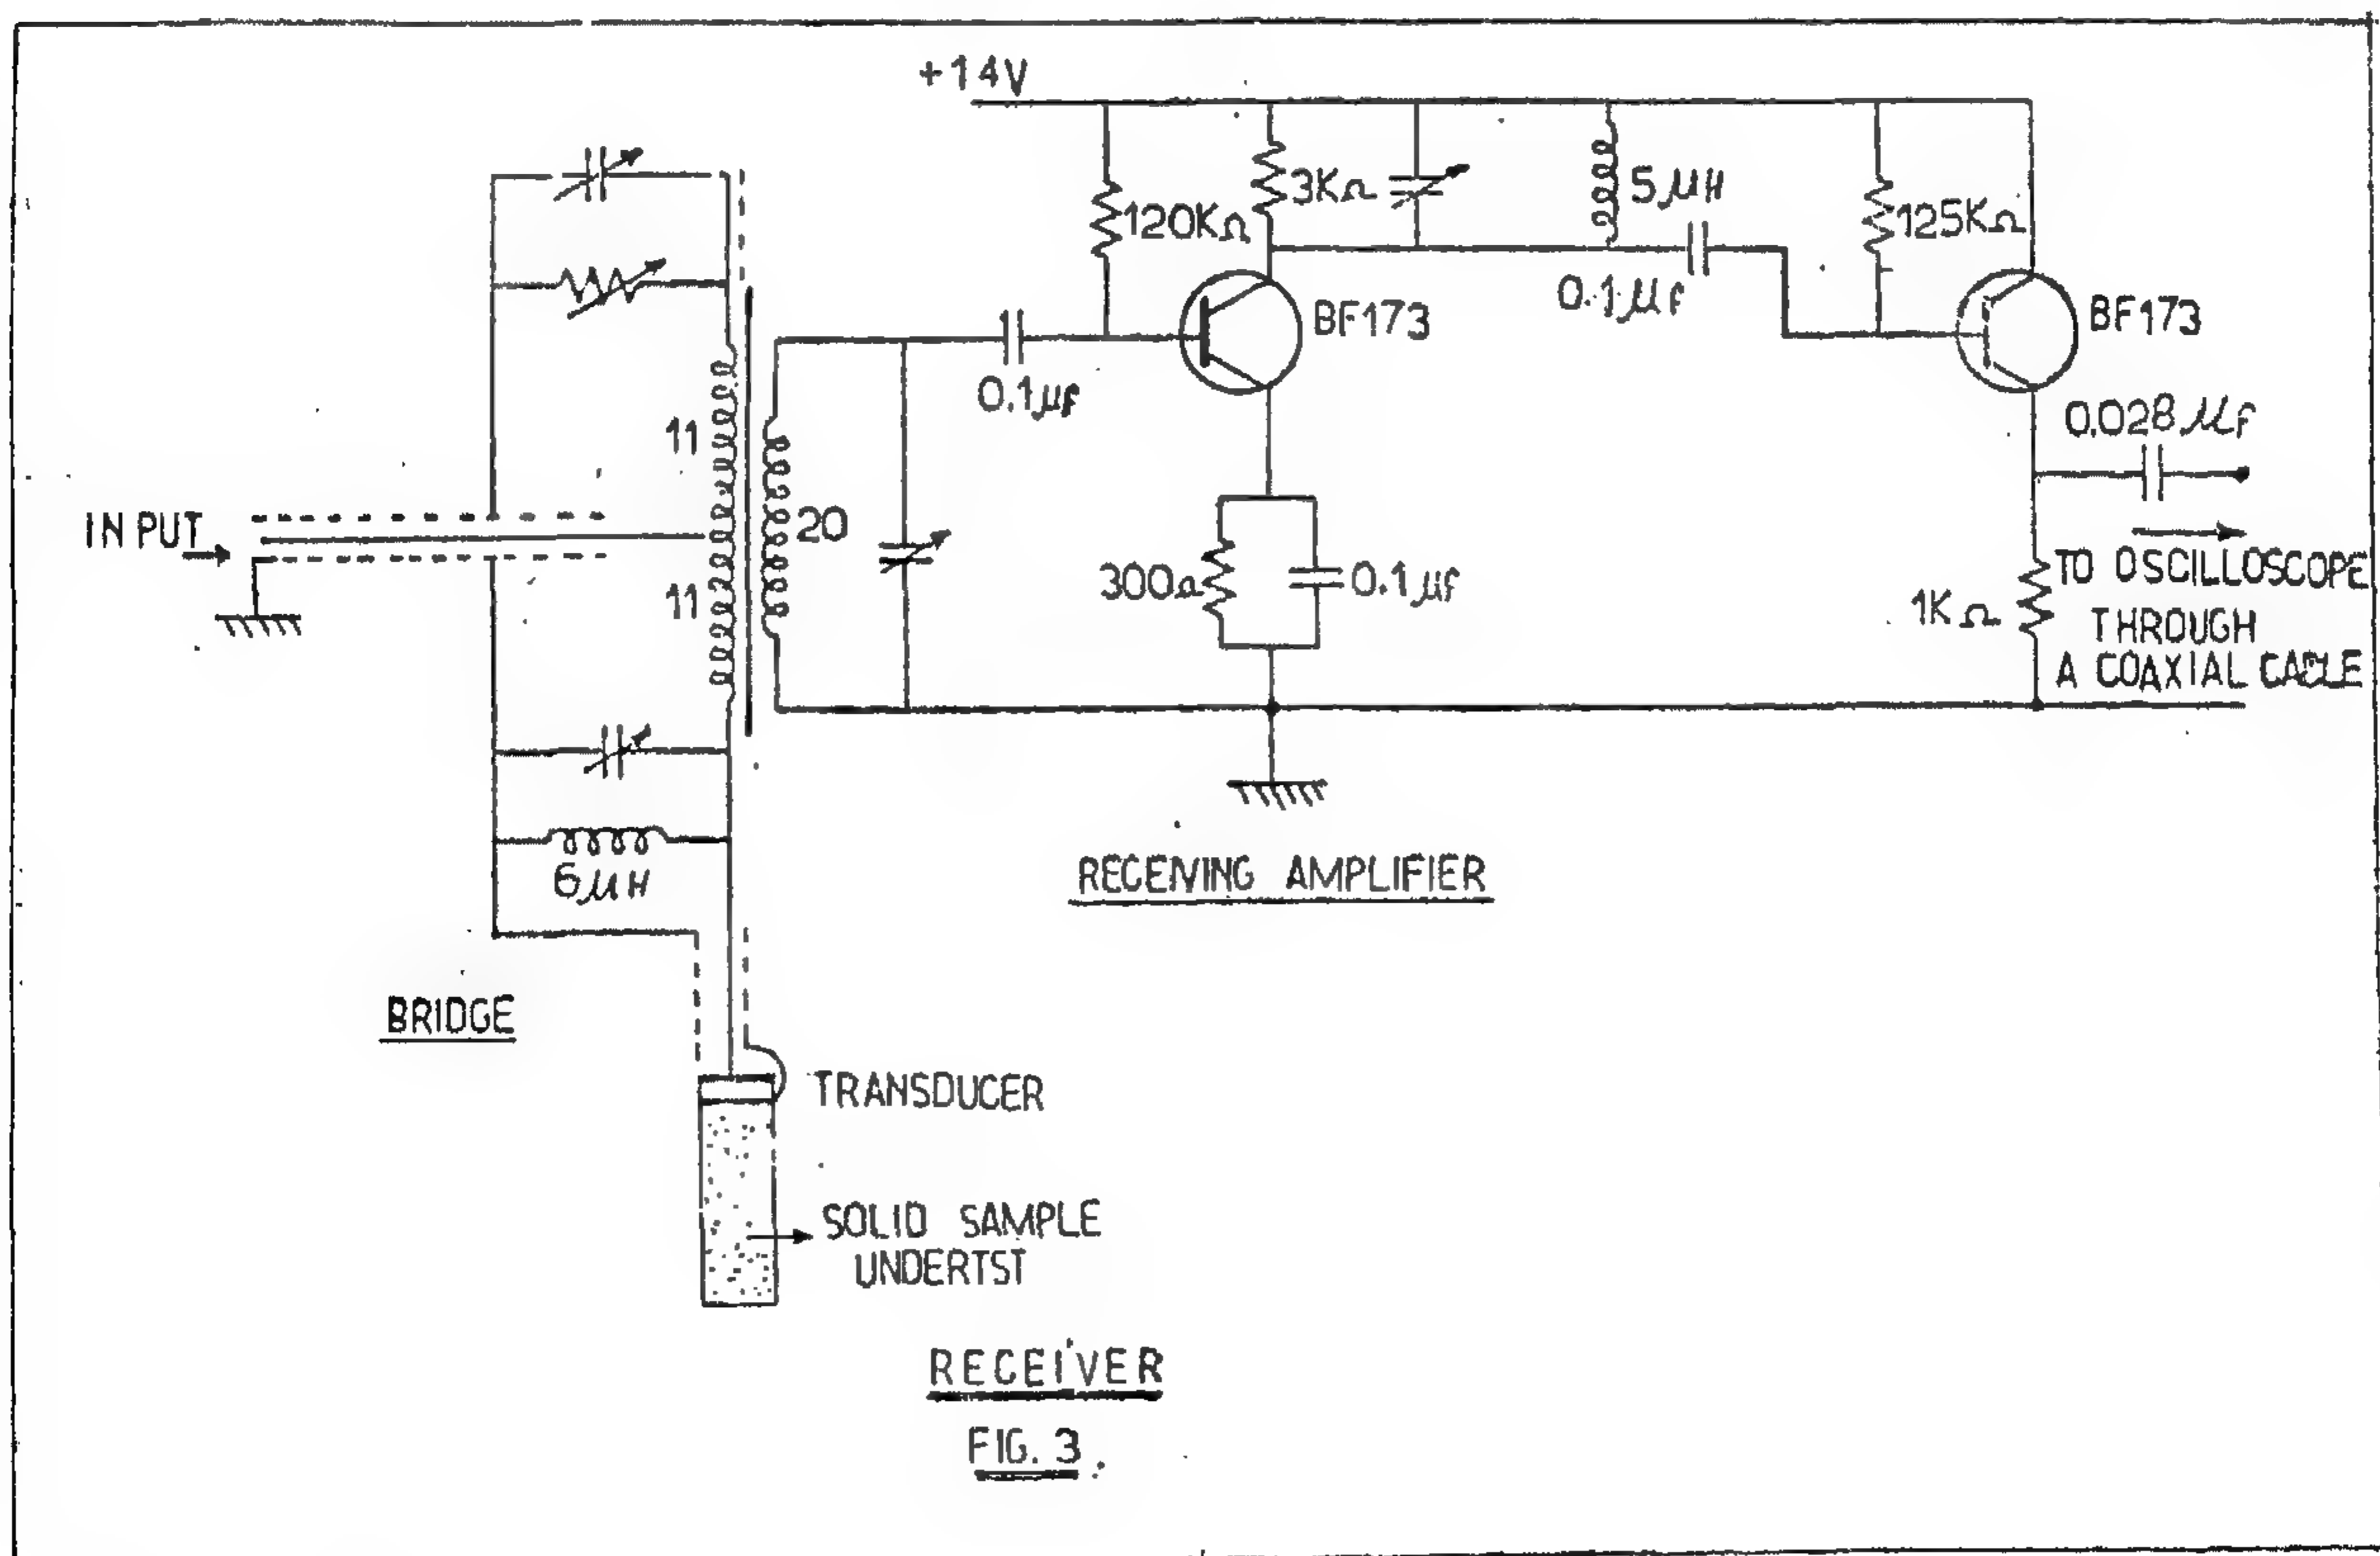 +14V
120KΩ
3KΩ
5μH
125KΩ
0.1μf
BF173
BF173
0.1μf
0.028μf
11
11
20
IN PUT
300Ω
0.1μf
1KΩ
TO OSCILLOSCOPE
THROUGH
A COAXIAL CABLE
6μH
RECEIVING AMPLIFIER
BRIDGE
TRANSDUCER
SOLID SAMPLE
UNDERTST
RECEIVER
FIG. 3